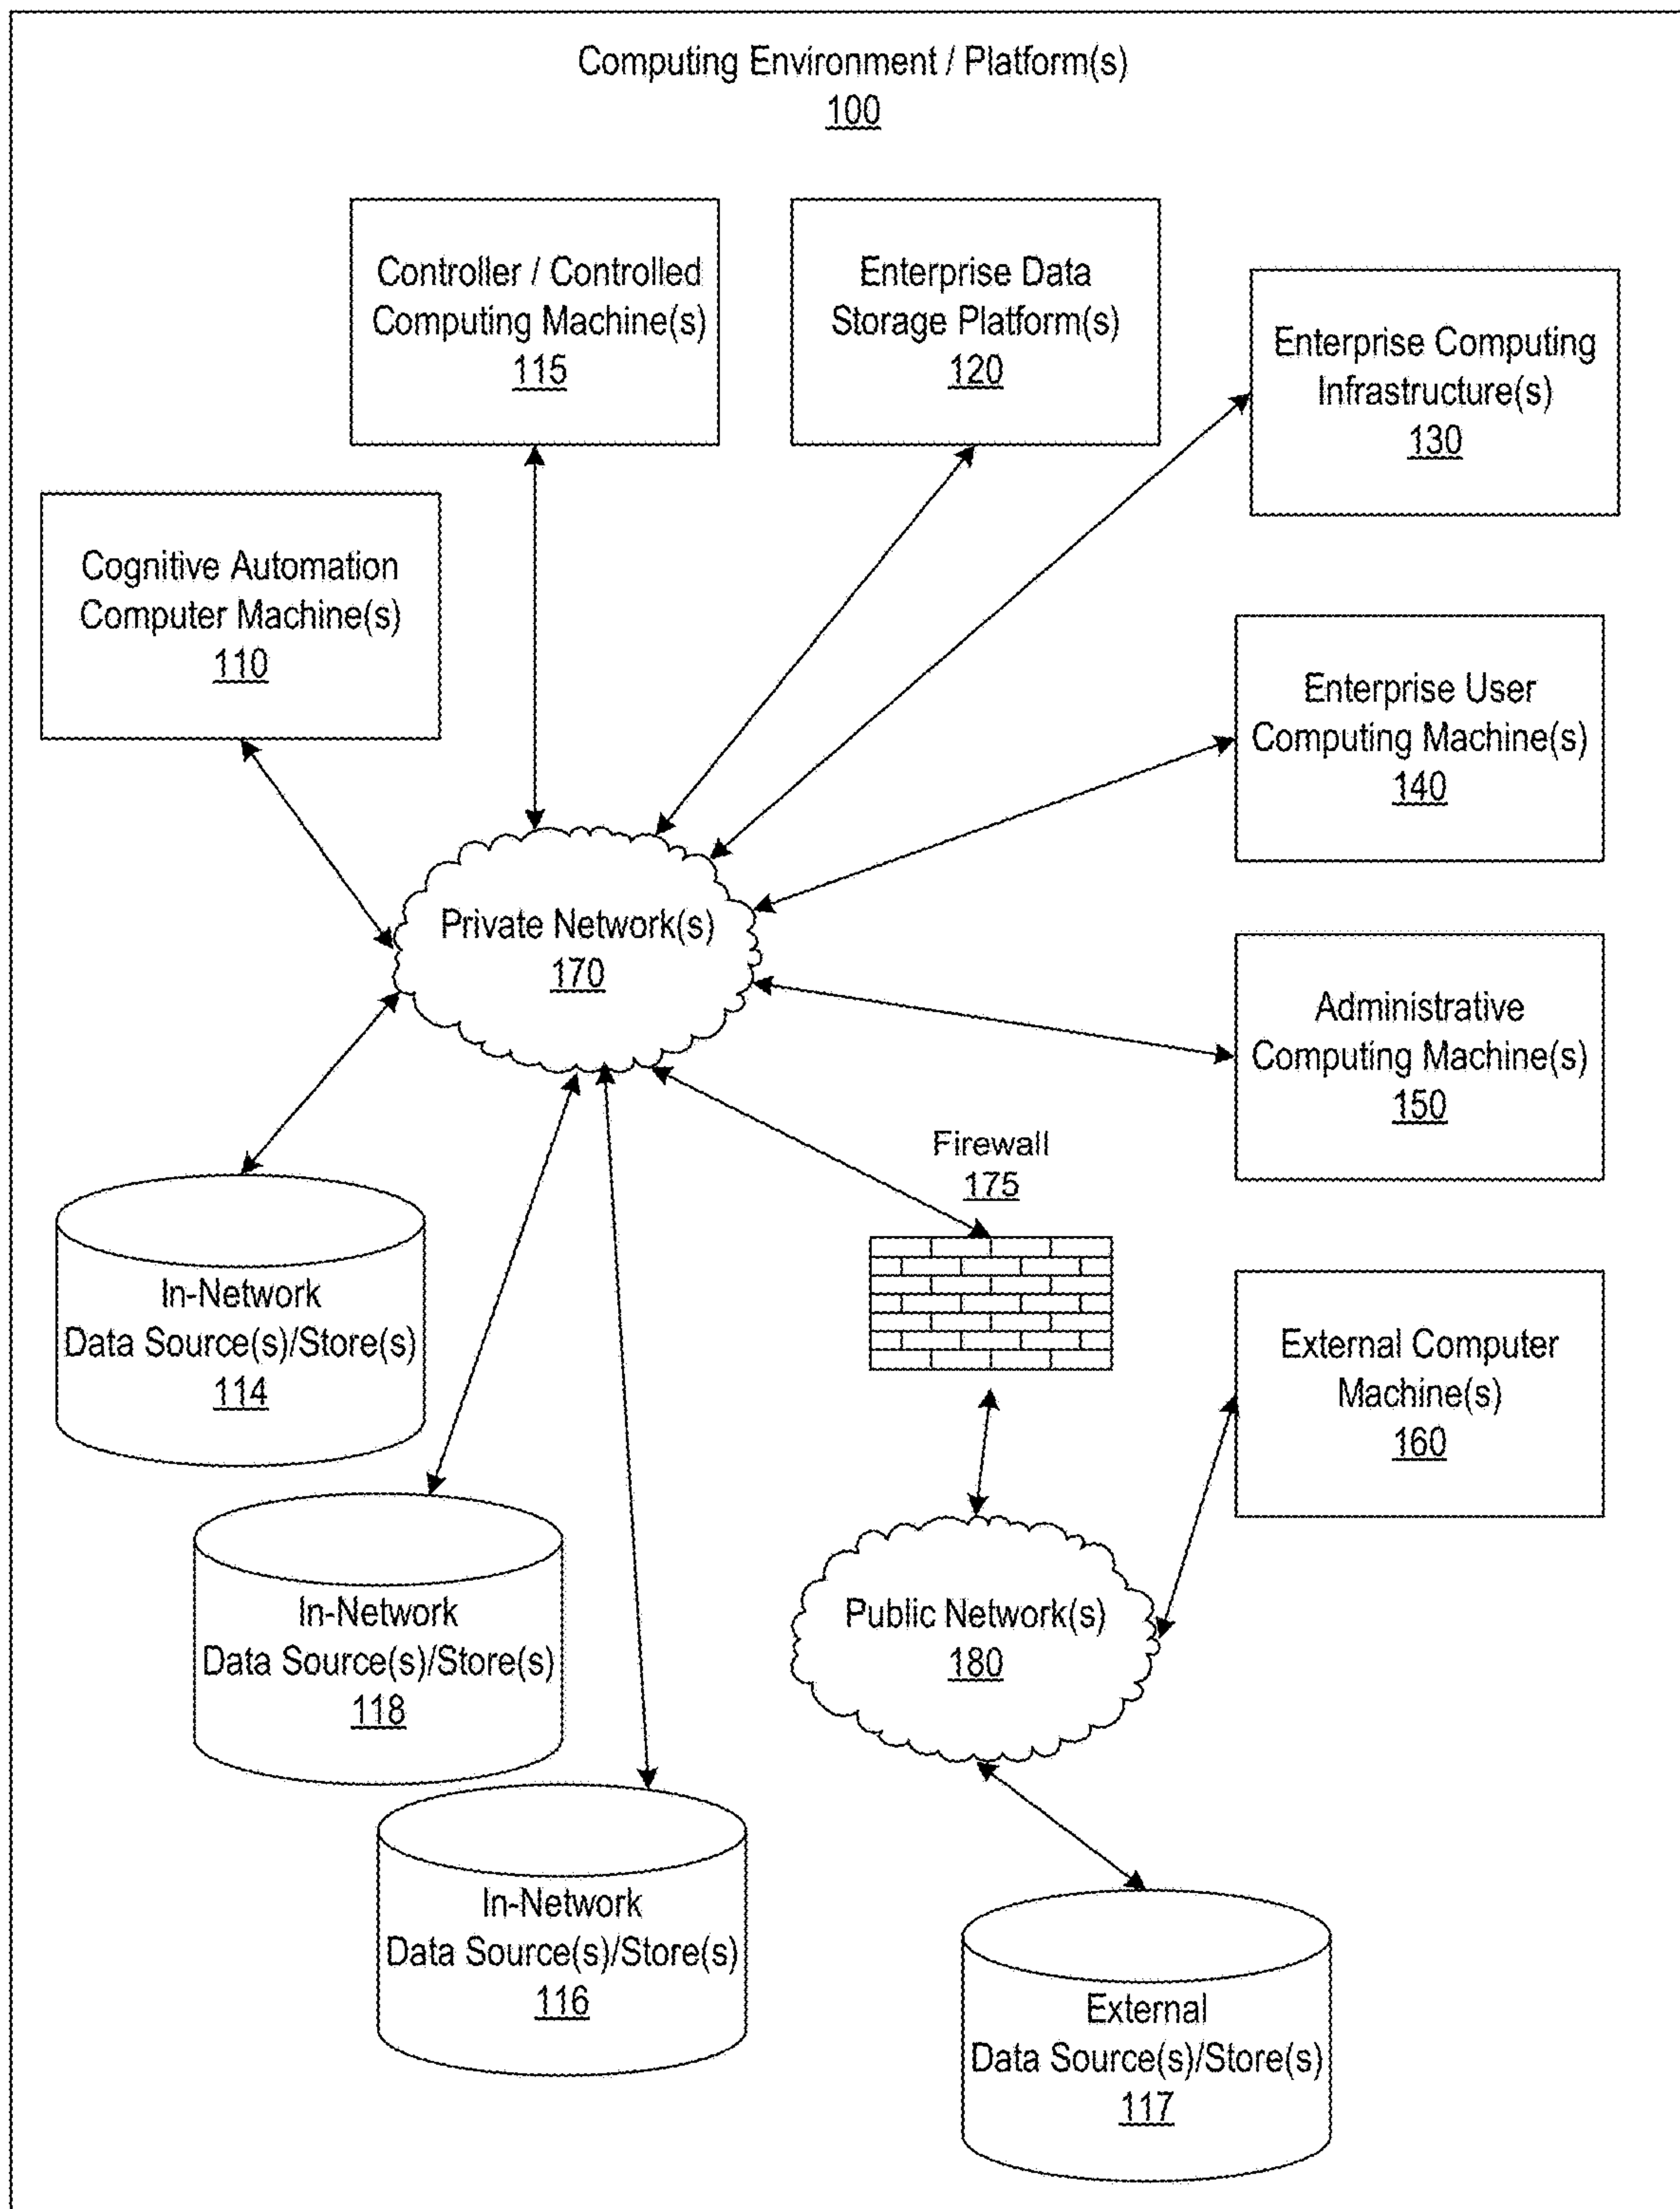 Computing Environment / Platform(s)
100
Controller / Controlled
Computing Machine(s)
115
Enterprise Data
Storage Platform(s)
120
Enterprise Computing
Infrastructure(s)
130
Cognitive Automation
Computer Machine(s)
110
Enterprise User
Computing Machine(s)
140
Private Network(s)
170
Administrative
Computing Machine(s)
150
Firewall
175
In-Network
Data Source(s)/Store(s)
114
External Computer
Machine(s)
160
In-Network
Data Source(s)/Store(s)
118
Public Network(s)
180
In-Network
Data Source(s)/Store(s)
116
External
Data Source(s)/Store(s)
117